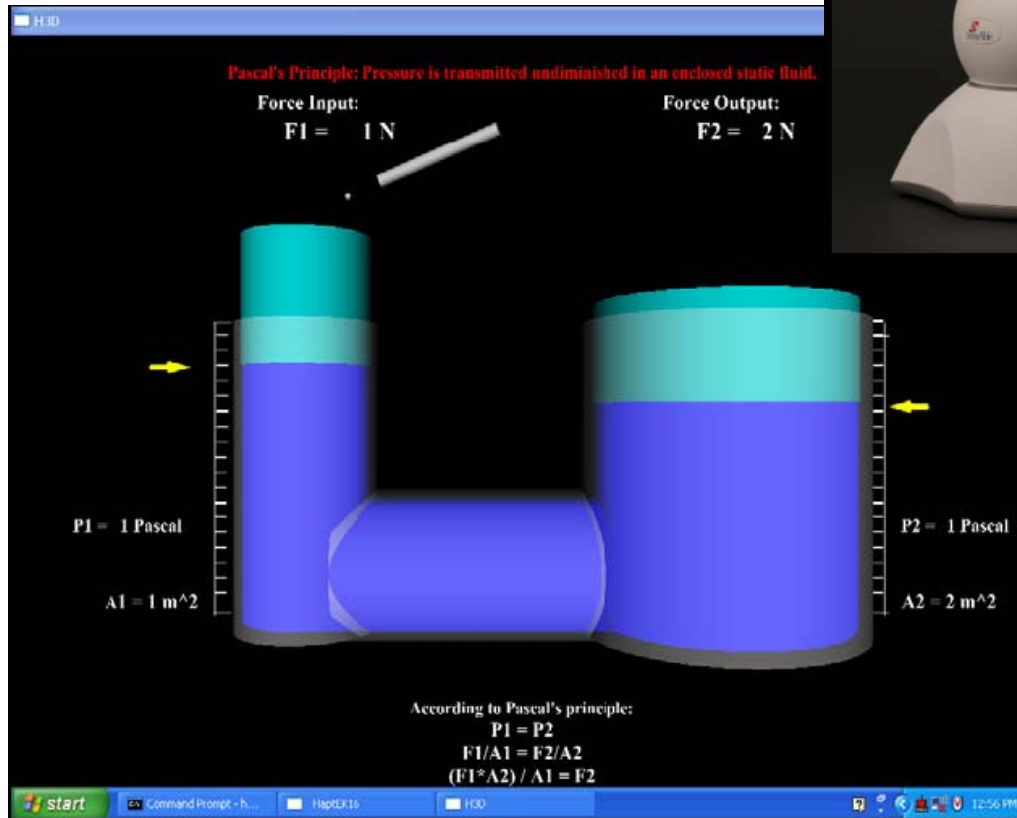 H3D
Pascal's Principle: Pressure is transmitted undiminished in an enclosed static fluid.
Force Input:
F1 = 1 N
Force Output:
F2 = 2 N
P1 = 1 Pascal
A1 = 1 m^2
P2 = 1 Pascal
A2 = 2 m^2
According to Pascal's principle:
P1 = P2
F1/A1 = F2/A2
(F1*A2) / A1 = F2
start
Command Prompt - h...
HaptEK16
H3D
12:56 PM